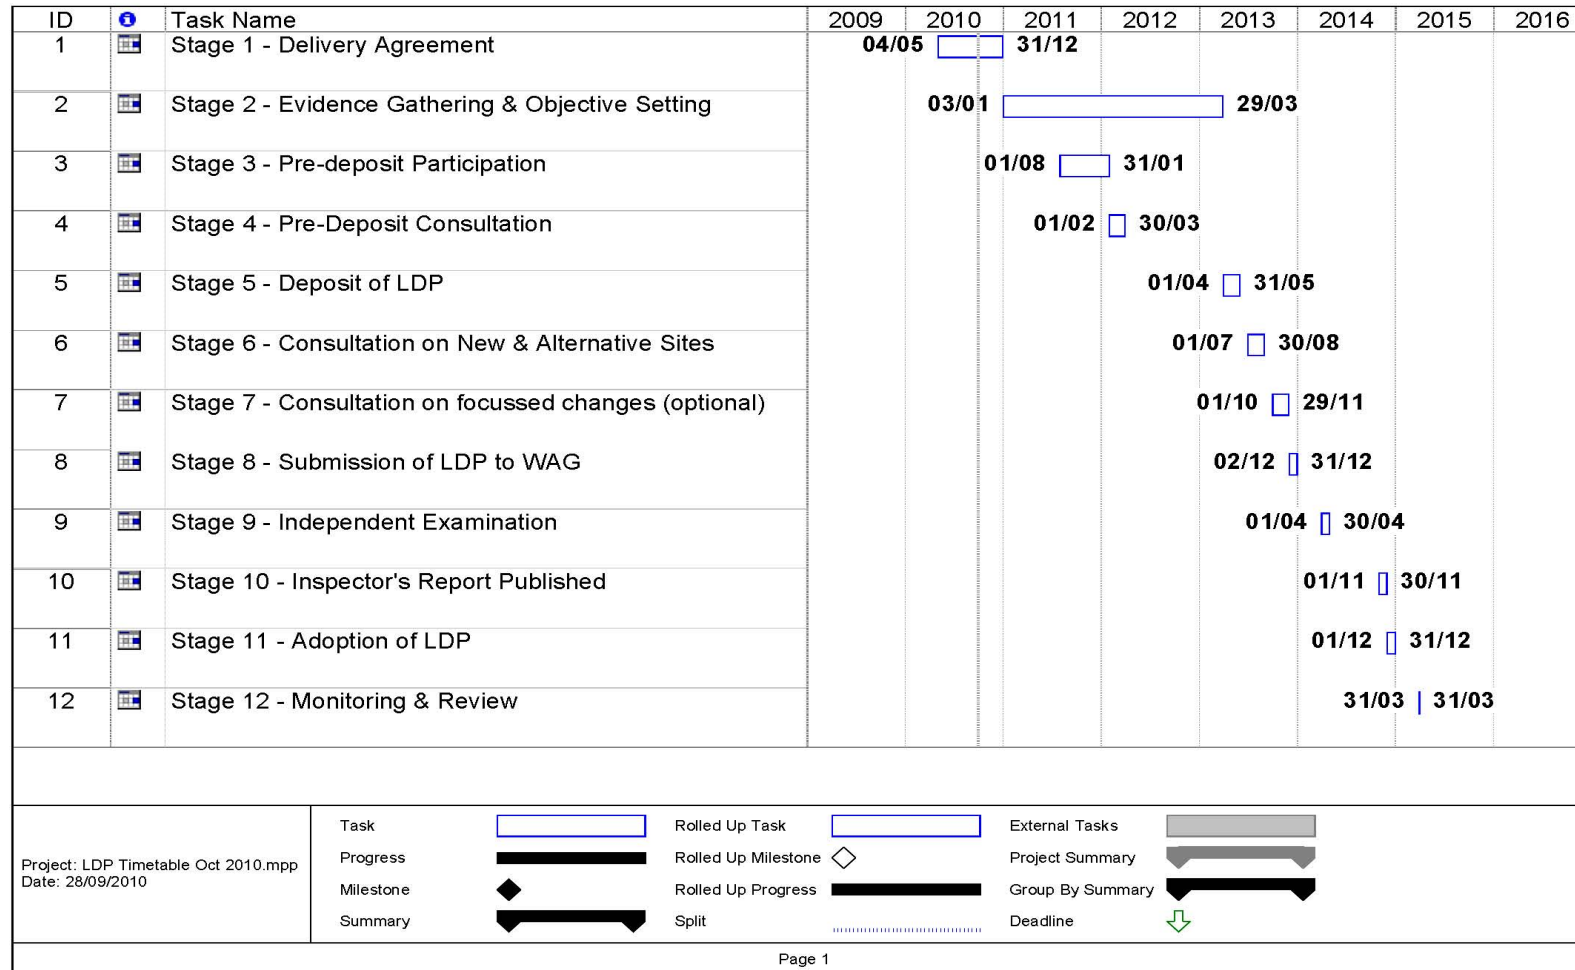 ID Task Name 2009 2010 2011 2012 2013 2014 2015 2016
1 Stage 1 - Delivery Agreement 04/05 31/12
2 Stage 2 - Evidence Gathering & Objective Setting 03/01 29/03
3 Stage 3 - Pre-deposit Participation 01/08 31/01
4 Stage 4 - Pre-Deposit Consultation 01/02 30/03
5 Stage 5 - Deposit of LDP 01/04 31/05
6 Stage 6 - Consultation on New & Alternative Sites 01/07 30/08
7 Stage 7 - Consultation on focussed changes (optional) 01/10 29/11
8 Stage 8 - Submission of LDP to WAG 02/12 31/12
9 Stage 9 - Independent Examination 01/04 30/04
10 Stage 10 - Inspector's Report Published 01/11 30/11
11 Stage 11 - Adoption of LDP 01/12 31/12
12 Stage 12 - Monitoring & Review 31/03 31/03
Project: LDP Timetable Oct 2010.mpp
Date: 28/09/2010
Task Rolled Up Task External Tasks
Progress Rolled Up Milestone Project Summary
Milestone Rolled Up Progress Group By Summary
Summary Split Deadline
Page 1